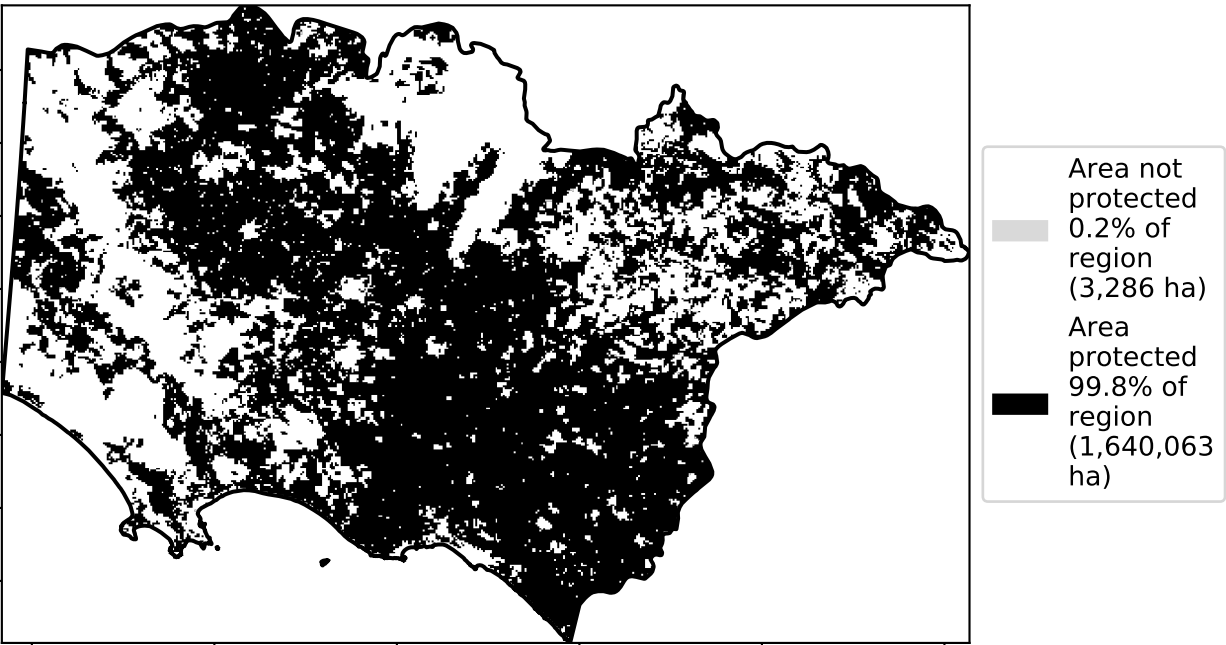 Area not
protected
0.2% of
region
(3,286 ha)
Area
protected
99.8% of
region
(1,640,063
ha)